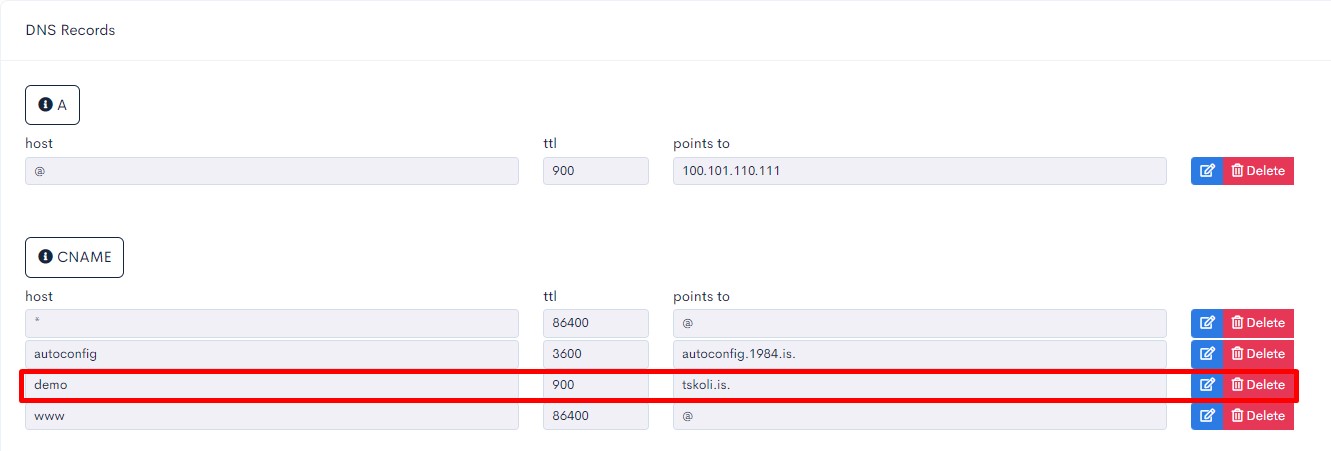 DNS Records
A
host ttl points to
@ 900 100.101.110.111 Delete
CNAME
host ttl points to
* 86400 @ Delete
autoconfig 3600 autoconfig.1984.is. Delete
demo 900 tskoli.is. Delete
www 86400 @ Delete